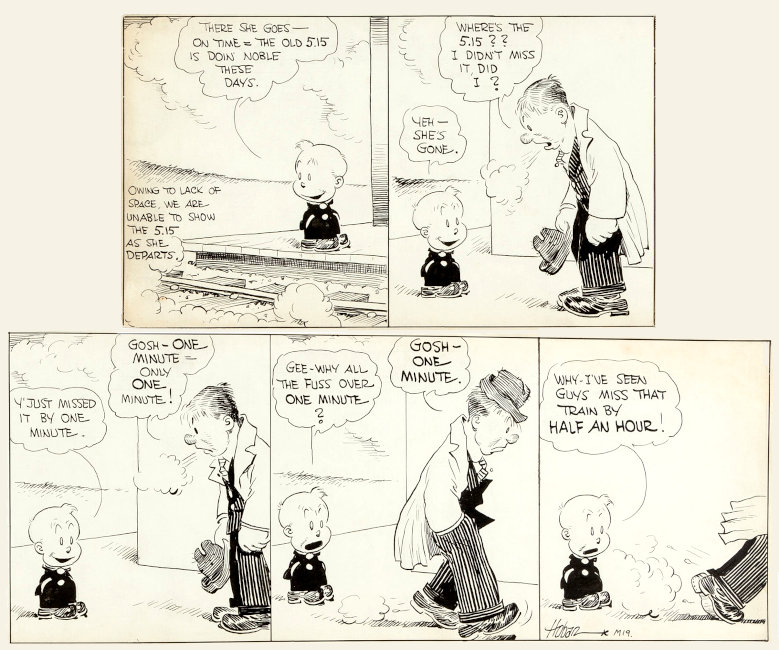 THERE SHE GOES—
ON TIME = THE OLD 5.15
IS DOIN NOBLE
THESE
DAYS.
OWING TO LACK OF
SPACE, WE ARE
UNABLE TO SHOW
THE 5.15
AS SHE
DEPARTS.
WHERE'S THE
5.15 ? ?
I DIDN'T MISS
IT, DID
I ?
YEH—
SHE'S
GONE.
Y'JUST MISSED
IT BY ONE
MINUTE.
GOSH—ONE
MINUTE =
ONLY
ONE
MINUTE!
GEE-WHY ALL
THE FUSS OVER
ONE MINUTE
?
GOSH—
ONE
MINUTE.
WHY-I'VE SEEN
GUYS MISS THAT
TRAIN BY
HALF AN HOUR!
Hoban
M19.